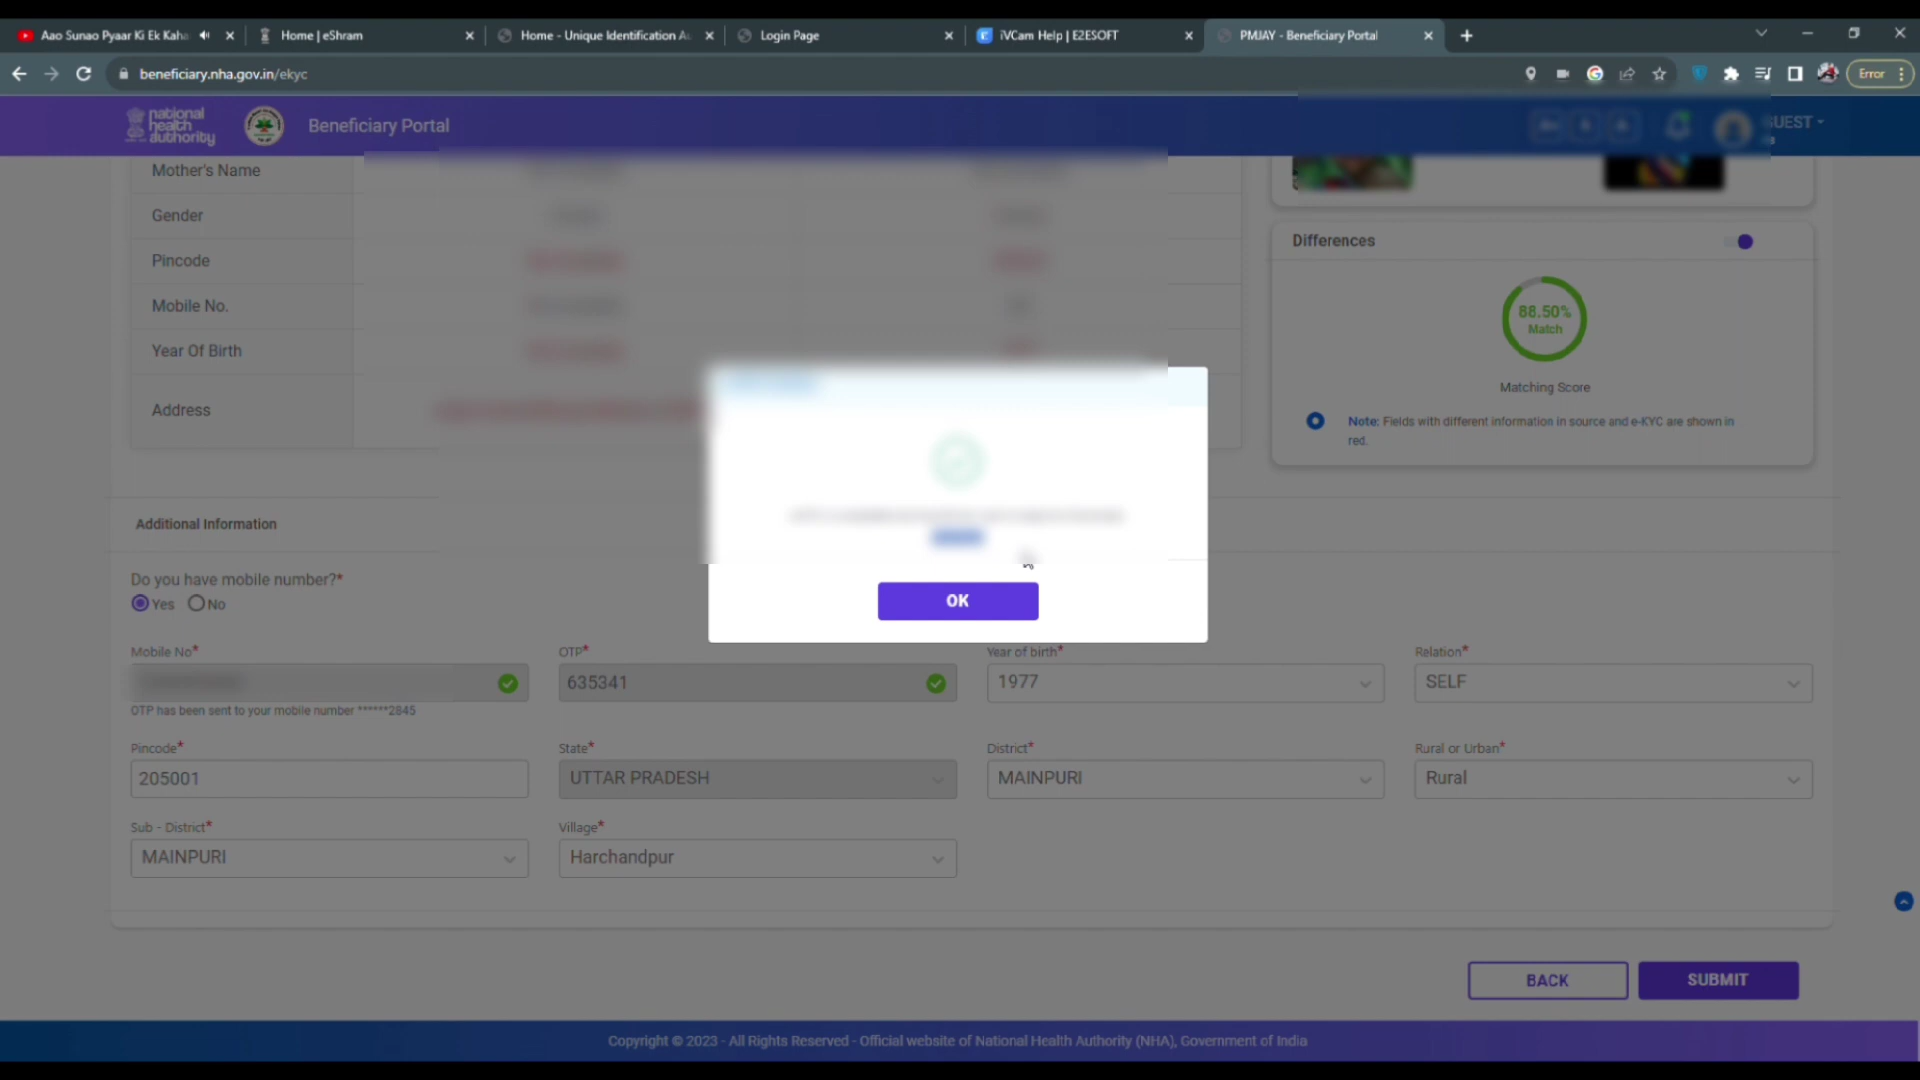 Aao Sunao Pyaar Ki Ek Kaha
Home | eShram
Home - Unique Identification Au
Login Page
iVCam Help | E2ESOFT
PMJAY - Beneficiary Portal
beneficiary.nha.gov.in/ekyc
Error
national
health
authority
Beneficiary Portal
GUEST
Mother's Name
Gender
Pincode
Mobile No.
Year Of Birth
Address
Differences
88.50%
Match
Matching Score
Note: Fields with different information in source and e-KYC are shown in
red.
Additional Information
Do you have mobile number?*
Yes No
OK
Mobile No*
OTP*
Year of birth*
Relation*
635341
1977
SELF
OTP has been sent to your mobile number ******2845
Pincode*
State*
District*
Rural or Urban*
205001
UTTAR PRADESH
MAINPURI
Rural
Sub - District*
Village*
MAINPURI
Harchandpur
BACK
SUBMIT
Copyright © 2023 - All Rights Reserved - Official website of National Health Authority (NHA), Government of India